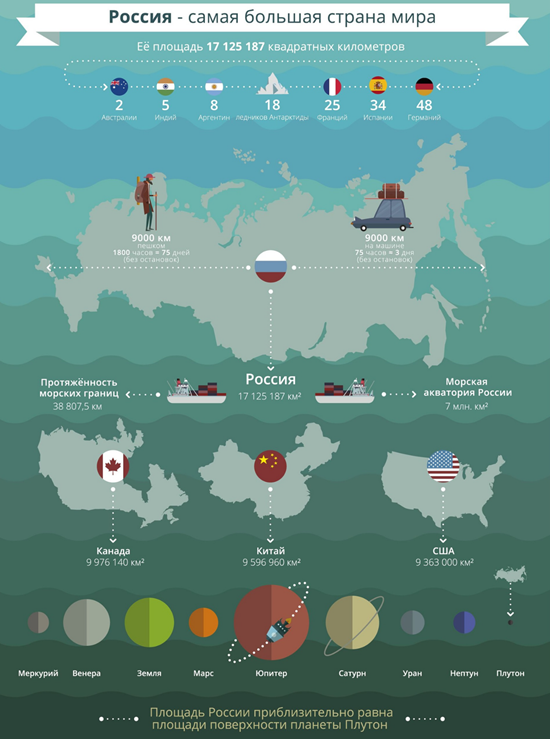 Россия - самая большая страна мира
Её площадь 17 125 187 квадратных километров
2 5 8 18 25 34 48
Австралии Индий Аргентин ледников Антарктиды Франций Испании Германий
9000 км
пешком
1800 часов = 75 дней
(без остановок)
9000 км
на машине
75 часов ≈ 3 дня
(без остановок)
Протяжённость
морских границ
38 807,5 км
Россия
17 125 187 км²
Морская
акватория России
7 млн. км²
Канада
9 976 140 км²
Китай
9 596 960 км²
США
9 363 000 км²
Меркурий Венера Земля Марс Юпитер Сатурн Уран Нептун Плутон
Площадь России приблизительно равна
площади поверхности планеты Плутон